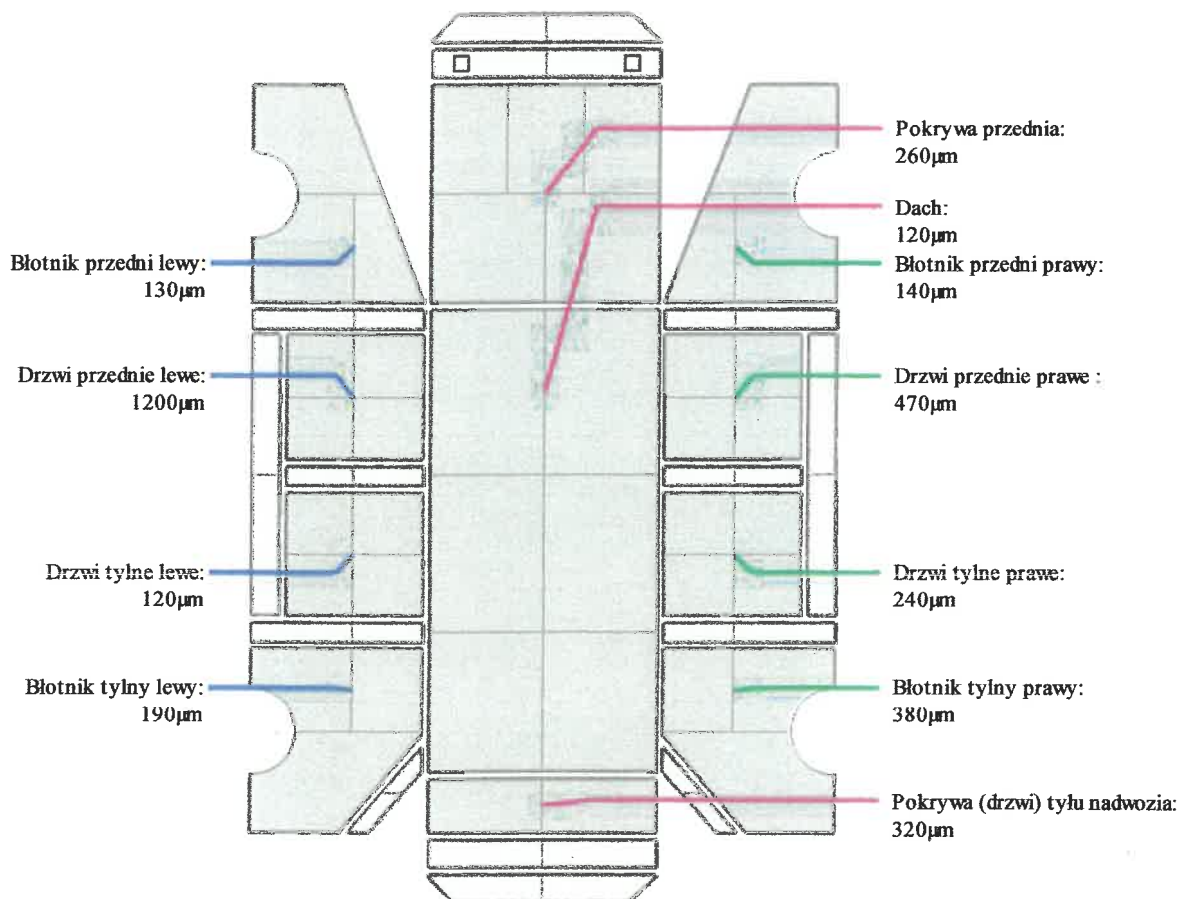 Pokrywa przednia:
260µm
Dach:
120µm
Błotnik przedni lewy:
130µm
Błotnik przedni prawy:
140µm
Drzwi przednie lewe:
1200µm
Drzwi przednie prawe :
470µm
Drzwi tylne lewe:
120µm
Drzwi tylne prawe:
240µm
Błotnik tylny lewy:
190µm
Błotnik tylny prawy:
380µm
Pokrywa (drzwi) tyłu nadwozia:
320µm